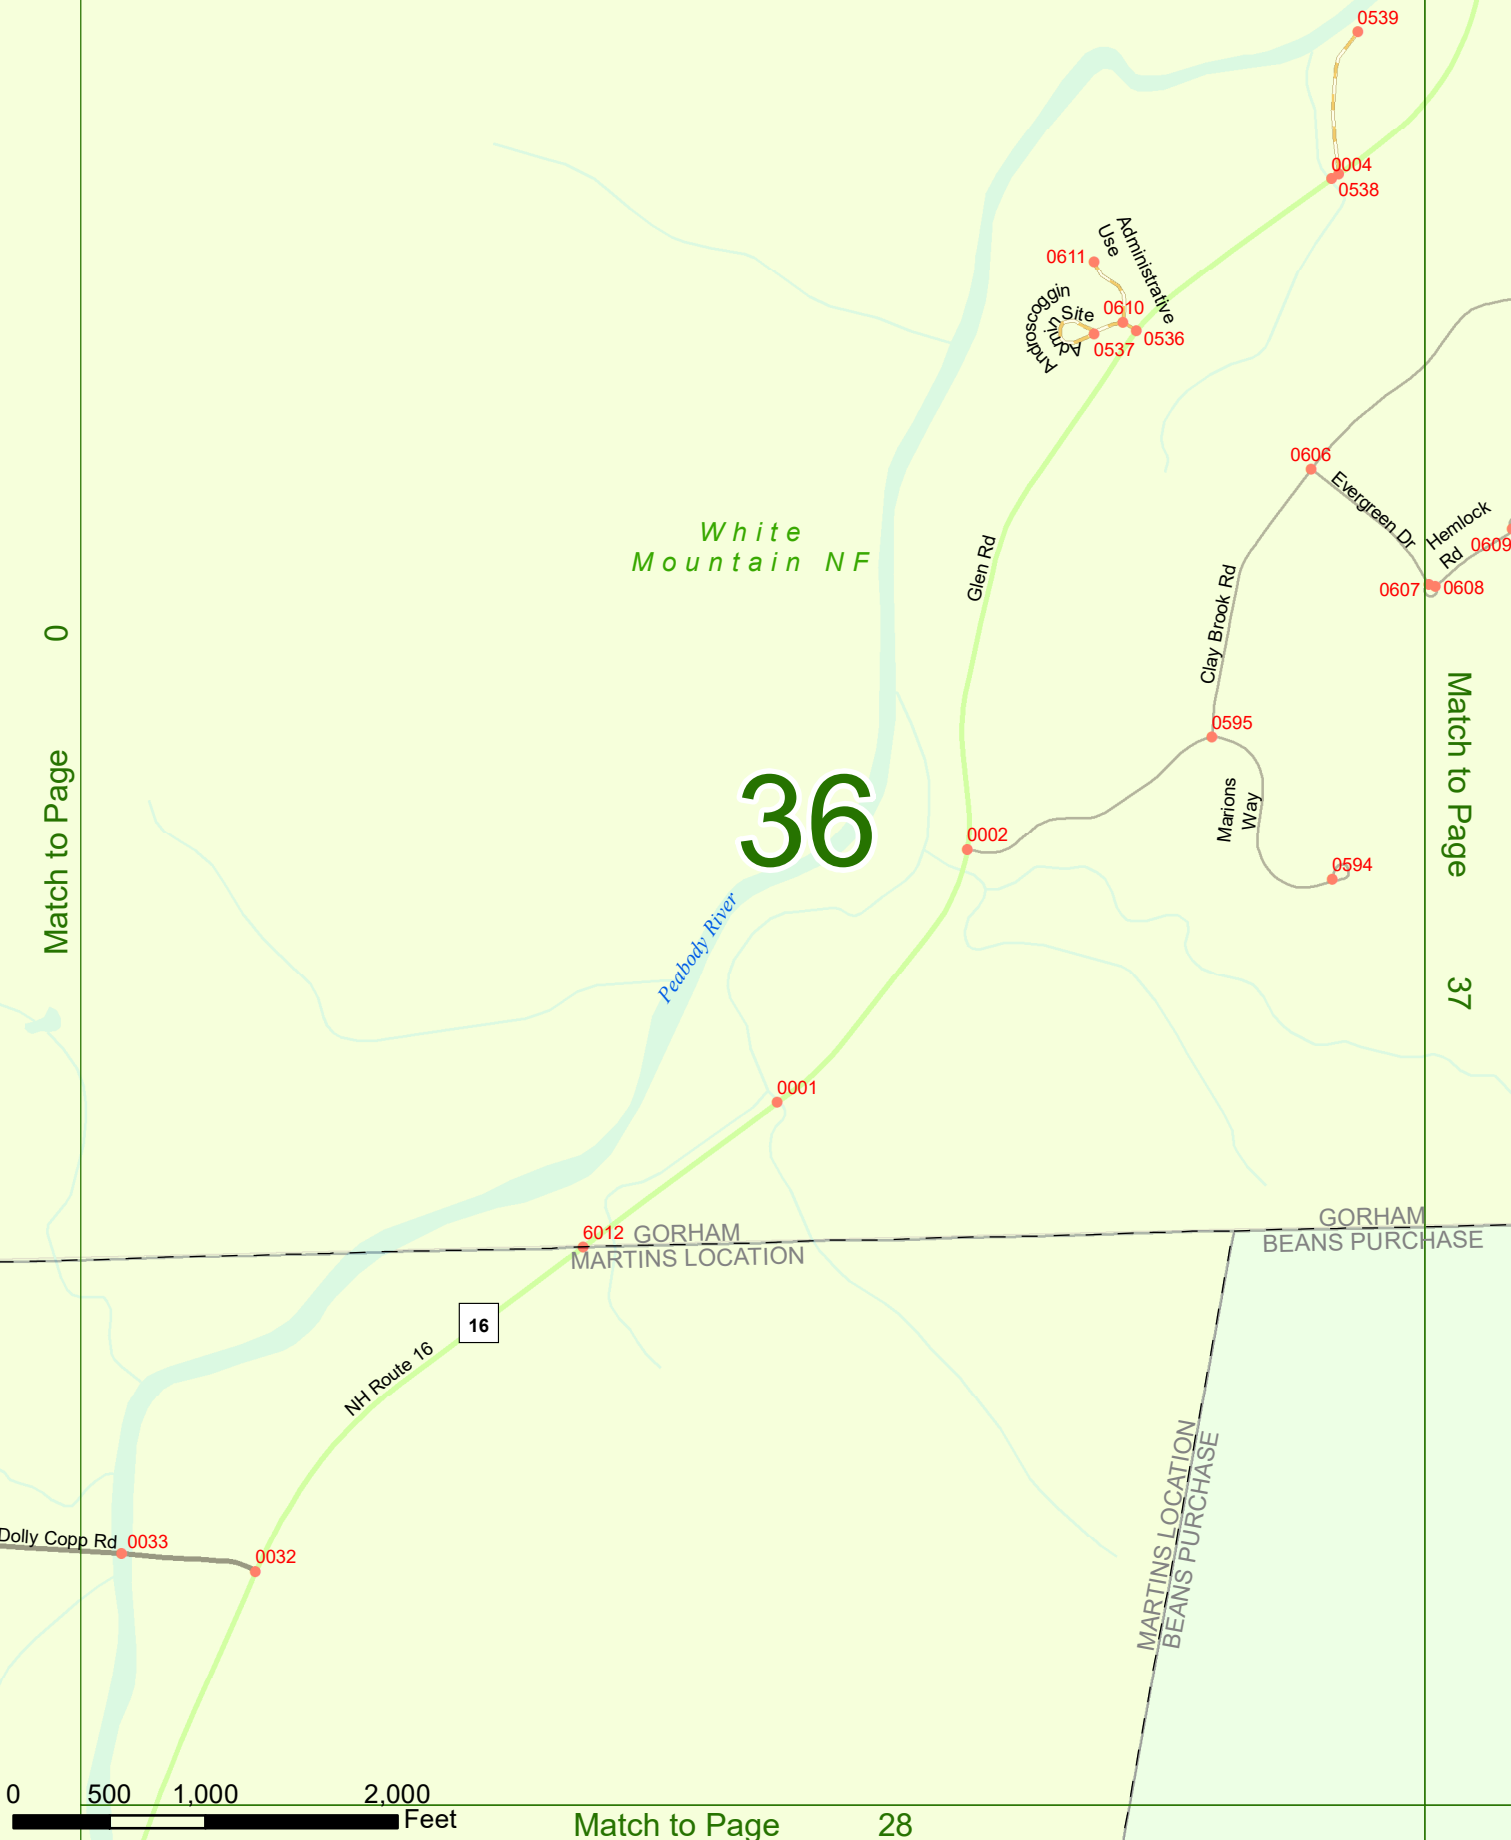 0539
0004
0538
Administrative
Use
0611
0610
Androscoggin
Admin Site
0537
0536
0606
Evergreen Dr
Hemlock
Rd
0609
0607
0608
White
Mountain NF
Glen Rd
Clay Brook Rd
Match to Page 0
Match to Page 37
0595
Marions
Way
36
0002
0594
Peabody River
0001
6012
GORHAM
MARTINS LOCATION
GORHAM
BEANS PURCHASE
16
NH Route 16
MARTINS LOCATION
BEANS PURCHASE
Dolly Copp Rd
0033
0032
0 500 1,000 2,000
Feet
Match to Page 28